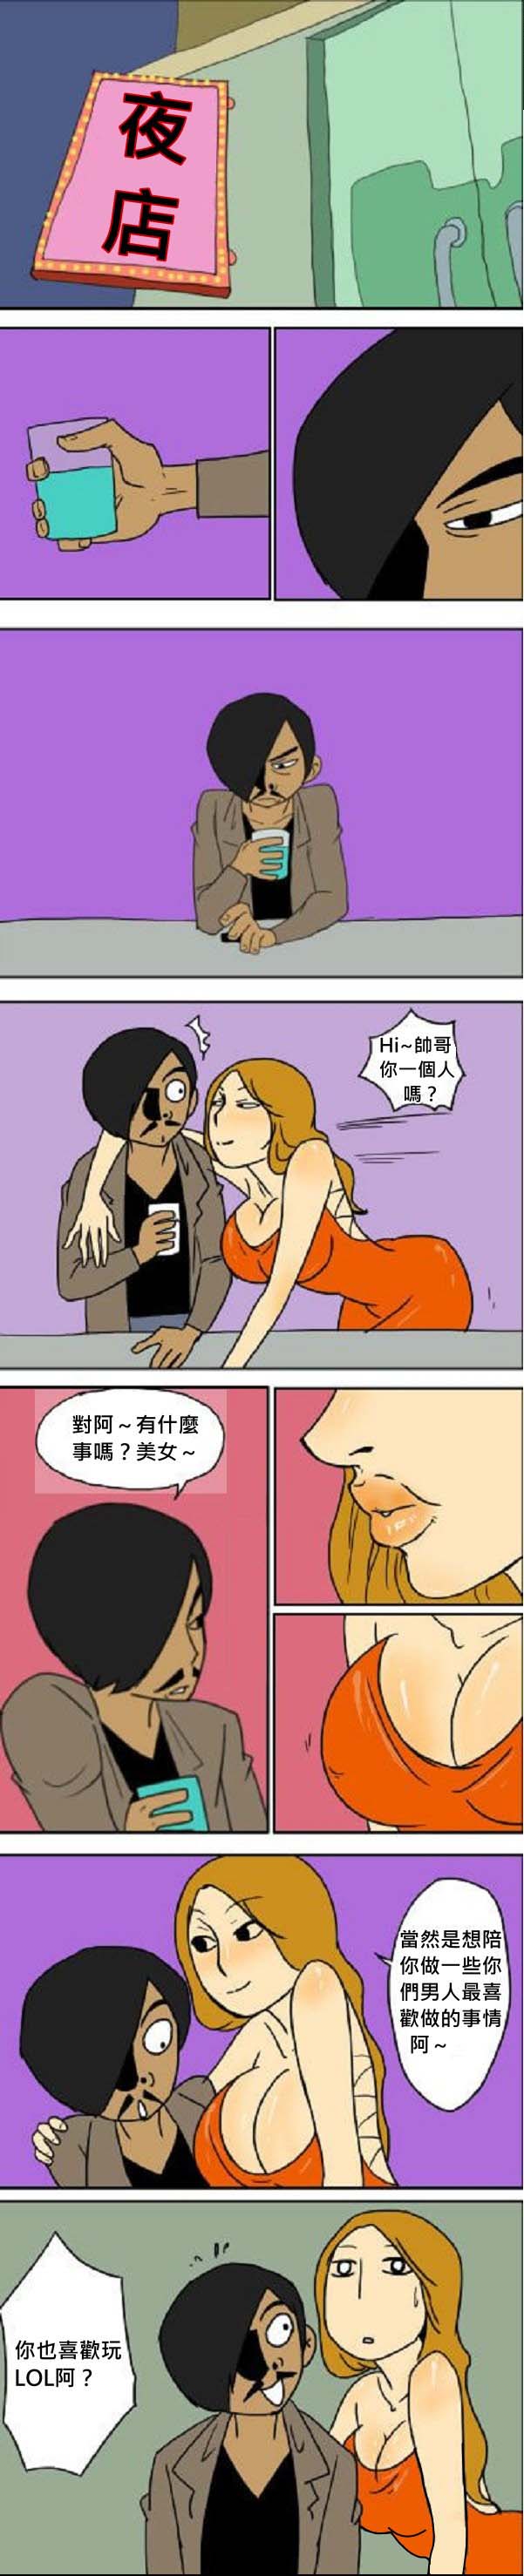 夜
店
Hi~帥哥
你一個人
嗎？
對阿～有什麼
事嗎？美女～
當然是想陪
你做一些你
們男人最喜
歡做的事情
阿～
你也喜歡玩
LOL阿？